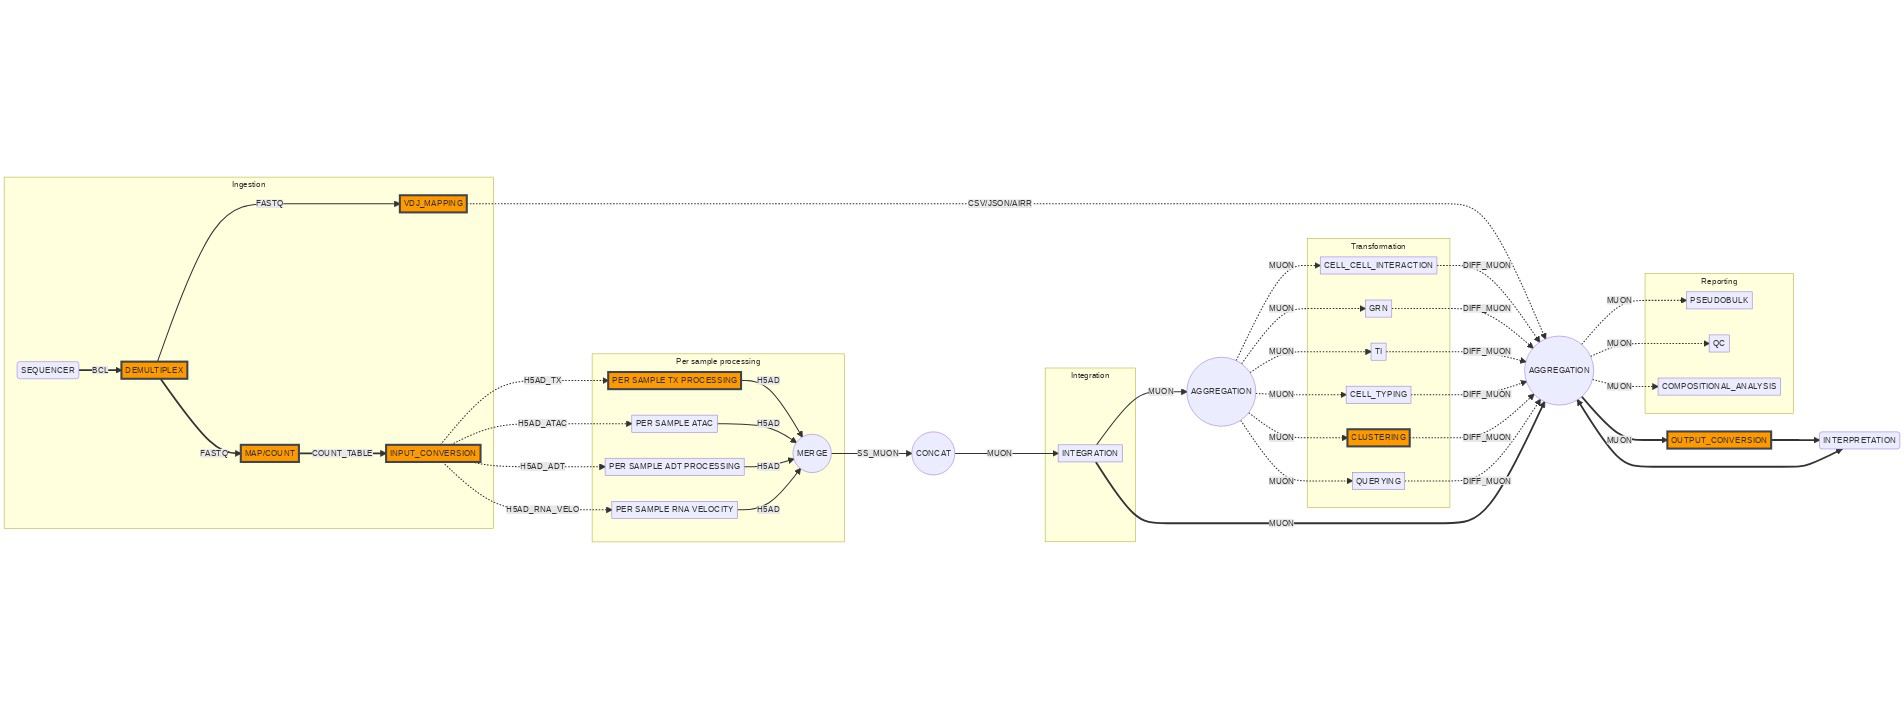 Ingestion
FASTQ
VDJ_MAPPING
SEQUENCER
BCL
DEMULTIPLEX
FASTQ
MAP/COUNT
COUNT_TABLE
INPUT_CONVERSION
CSV/JSON/AIRR
H5AD_TX
H5AD_ATAC
H5AD_ADT
H5AD_RNA_VELO
Per sample processing
PER SAMPLE TX PROCESSING
H5AD
PER SAMPLE ATAC
H5AD
PER SAMPLE ADT PROCESSING
H5AD
PER SAMPLE RNA VELOCITY
H5AD
MERGE
SS_MUON
CONCAT
MUON
Integration
INTEGRATION
MUON
MUON
AGGREGATION
MUON
MUON
MUON
MUON
MUON
MUON
Transformation
CELL_CELL_INTERACTION
DIFF_MUON
GRN
DIFF_MUON
TI
DIFF_MUON
CELL_TYPING
DIFF_MUON
CLUSTERING
DIFF_MUON
QUERYING
DIFF_MUON
AGGREGATION
MUON
MUON
MUON
MUON
Reporting
PSEUDOBULK
QC
COMPOSITIONAL_ANALYSIS
OUTPUT_CONVERSION
INTERPRETATION